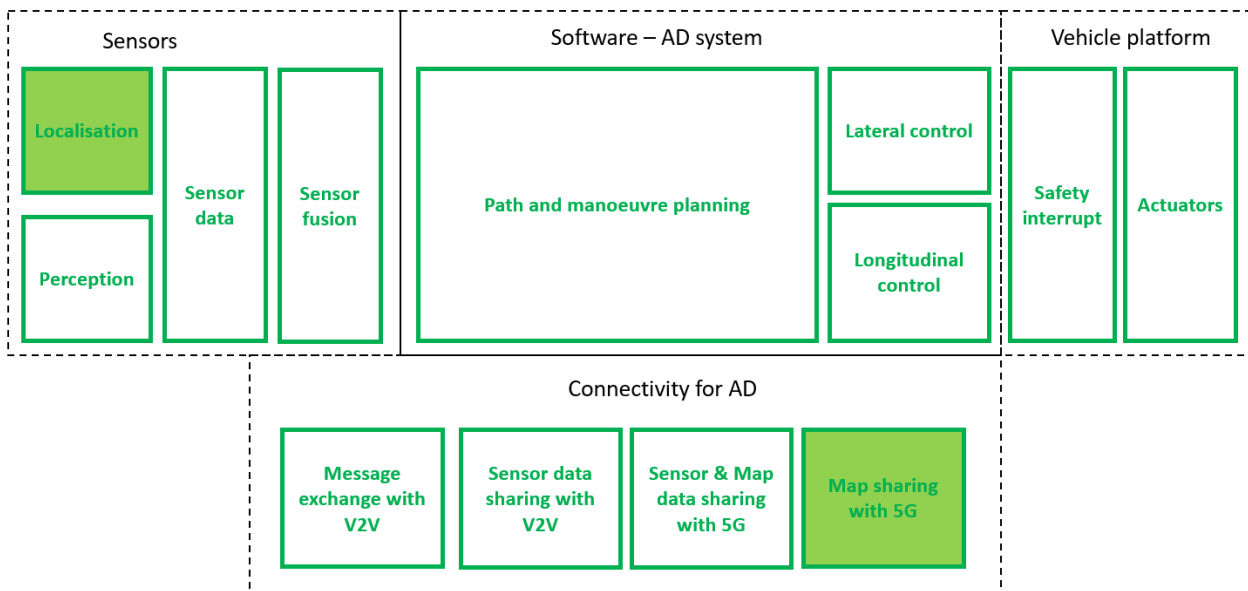 Sensors
Software – AD system
Vehicle platform
Localisation
Perception
Sensor
data
Sensor
fusion
Path and manoeuvre planning
Lateral control
Longitudinal
control
Safety
interrupt
Actuators
Connectivity for AD
Message
exchange with
V2V
Sensor data
sharing with
V2V
Sensor & Map
data sharing
with 5G
Map sharing
with 5G